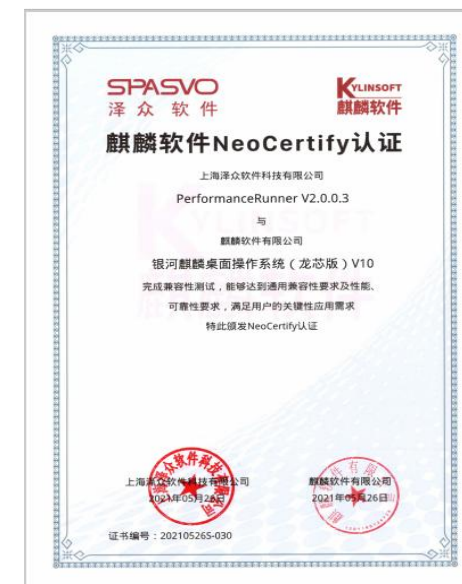 SPASVO
泽众软件
KYLINSOFT
麒麟软件
麒麟软件NeoCertify认证
上海泽众软件科技有限公司
PerformanceRunner V2.0.0.3
与
麒麟软件有限公司
银河麒麟桌面操作系统(龙芯版)V10
完成兼容性测试,能够达到通用兼容性要求及性能、
可靠性要求,满足用户的关键性应用需求
特此颁发NeoCertify认证
上海泽众软件科技有限公司
2021年05月26日
麒麟软件有限公司
2021年05月26日
证书编号:20210526S-030